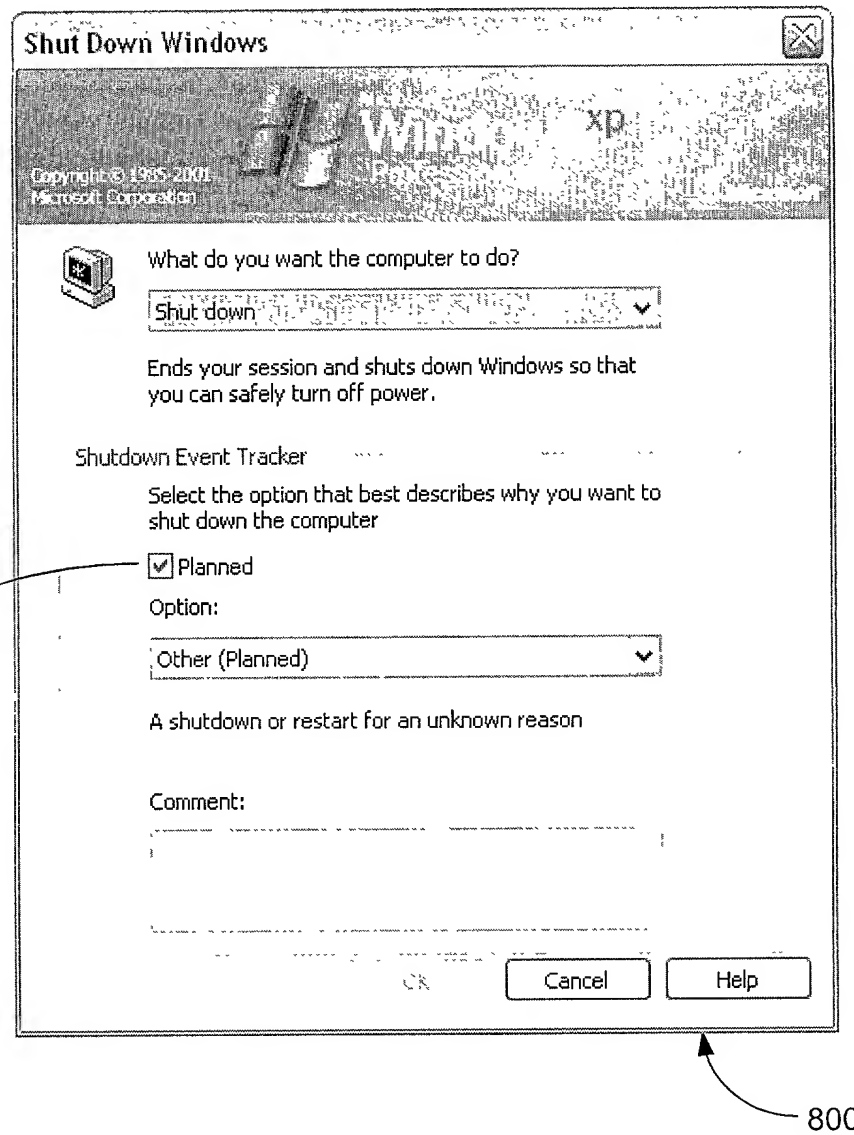 Shut Down Windows
xp
Copyright © 1985-2001
Microsoft Corporation
What do you want the computer to do?
Shut down
Ends your session and shuts down Windows so that
you can safely turn off power.
Shutdown Event Tracker
Select the option that best describes why you want to
shut down the computer
Planned
Option:
Other (Planned)
A shutdown or restart for an unknown reason
Comment:
OK Cancel Help
800